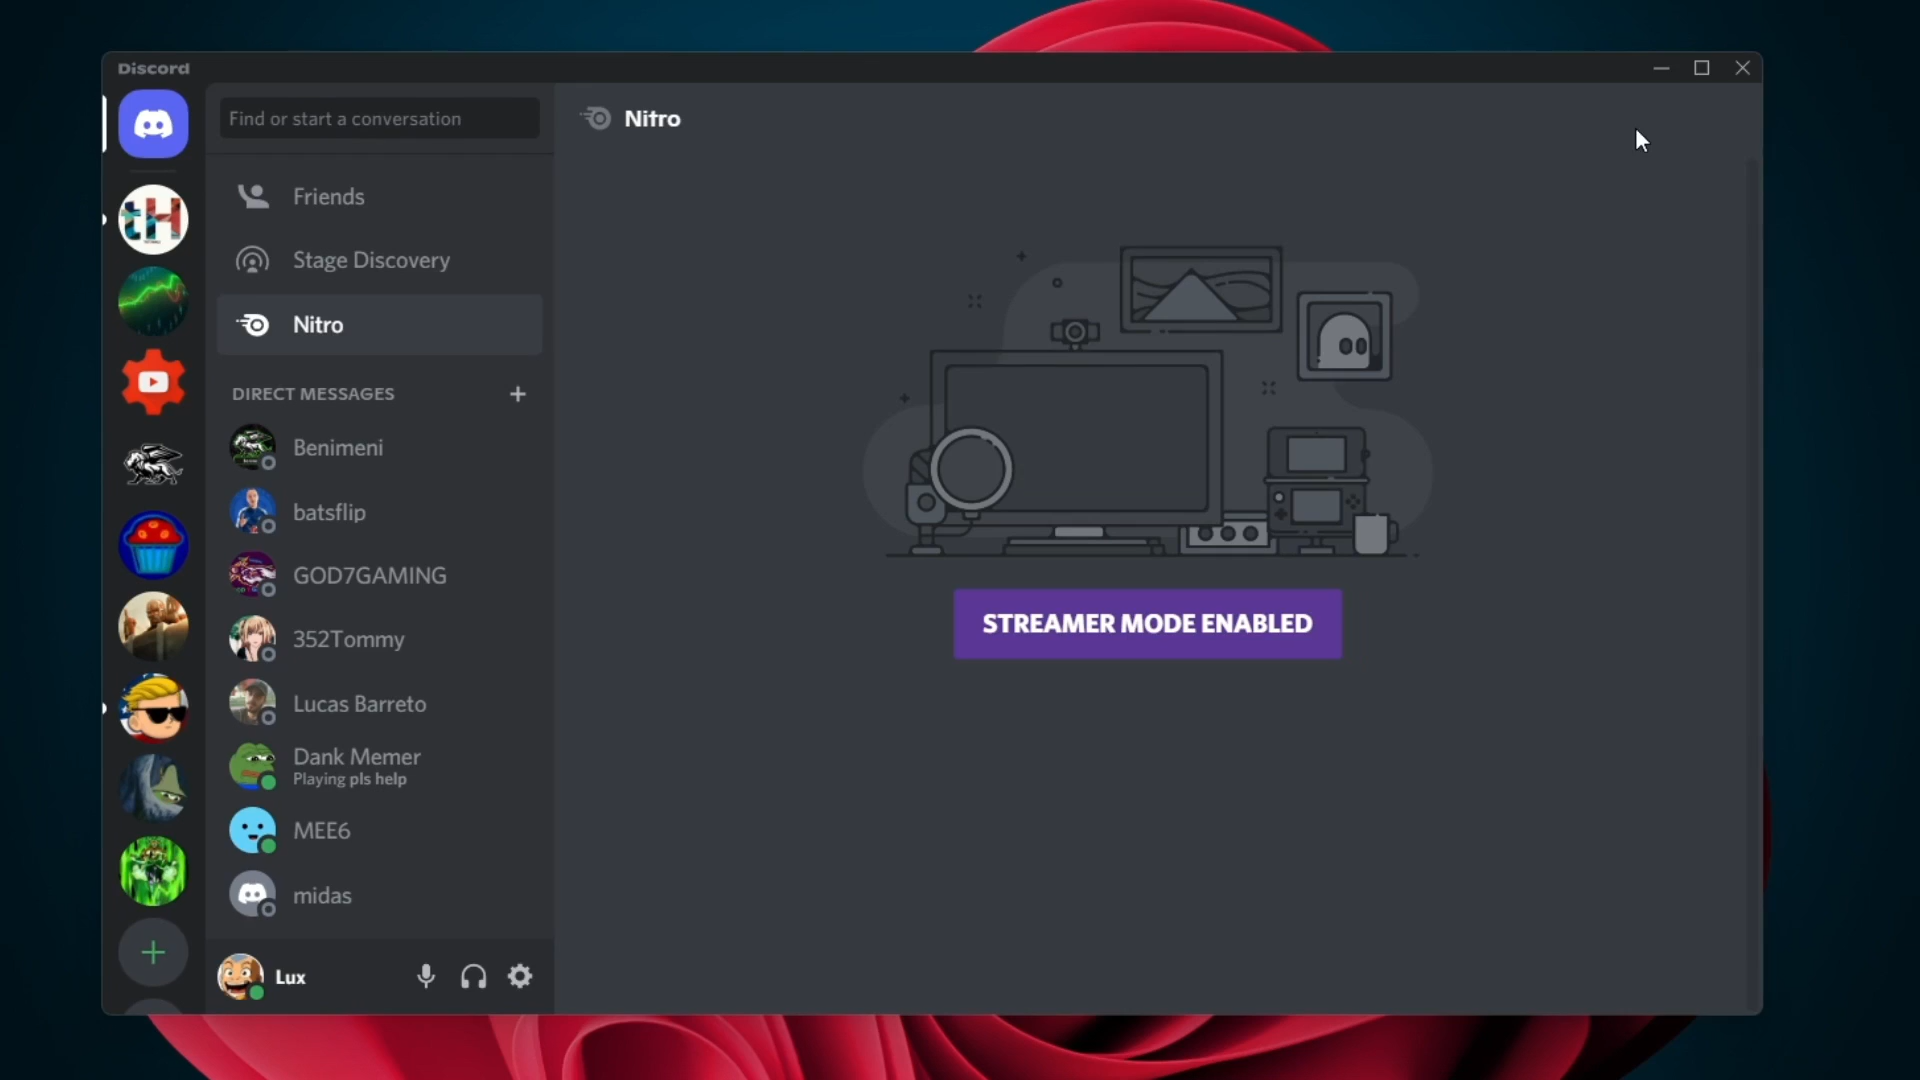 Discord
Find or start a conversation
Nitro
Friends
Stage Discovery
Nitro
DIRECT MESSAGES
Benimeni
batsflip
GOD7GAMING
352Tommy
Lucas Barreto
Dank Memer
Playing pls help
MEE6
midas
Lux
tH
STREAMER MODE ENABLED